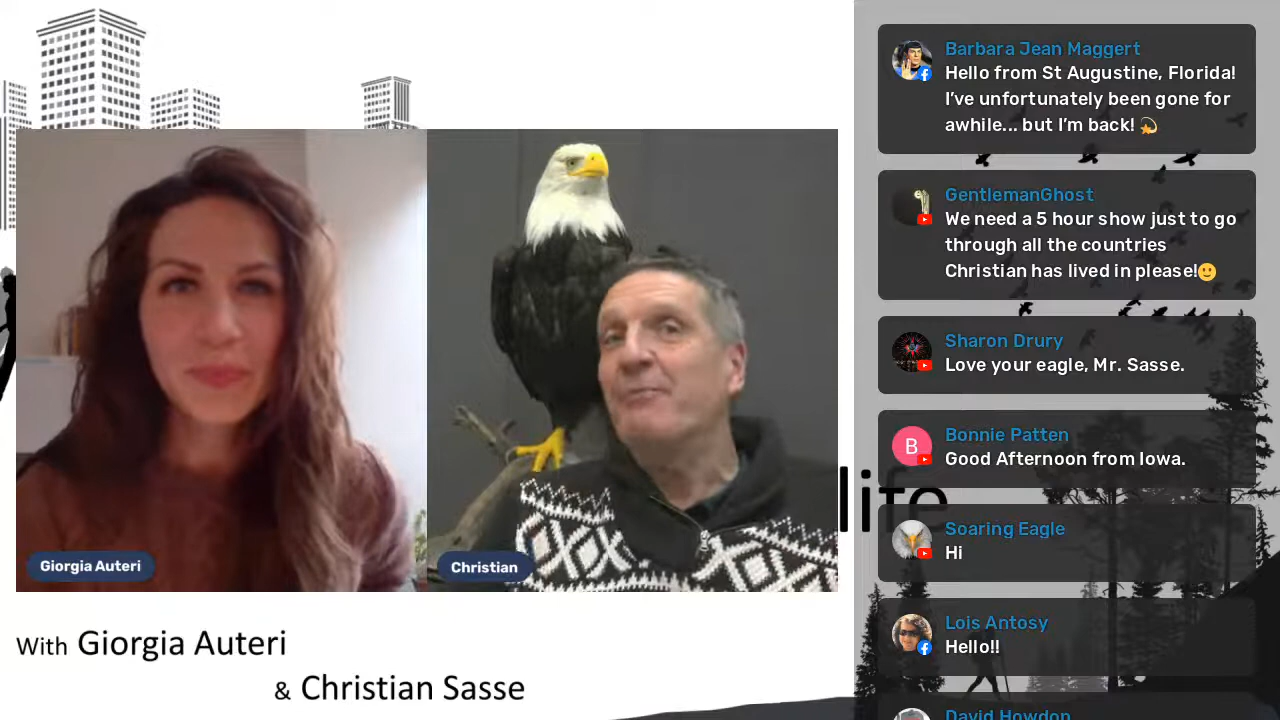 Giorgia Auteri
Christian
With Giorgia Auteri
& Christian Sasse
life
Barbara Jean Maggert
Hello from St Augustine, Florida!
I’ve unfortunately been gone for
awhile... but I’m back! 💫
GentlemanGhost
We need a 5 hour show just to go
through all the countries
Christian has lived in please!🙂
Sharon Drury
Love your eagle, Mr. Sasse.
B
Bonnie Patten
Good Afternoon from Iowa.
Soaring Eagle
Hi
Lois Antosy
Hello!!
David Howdon